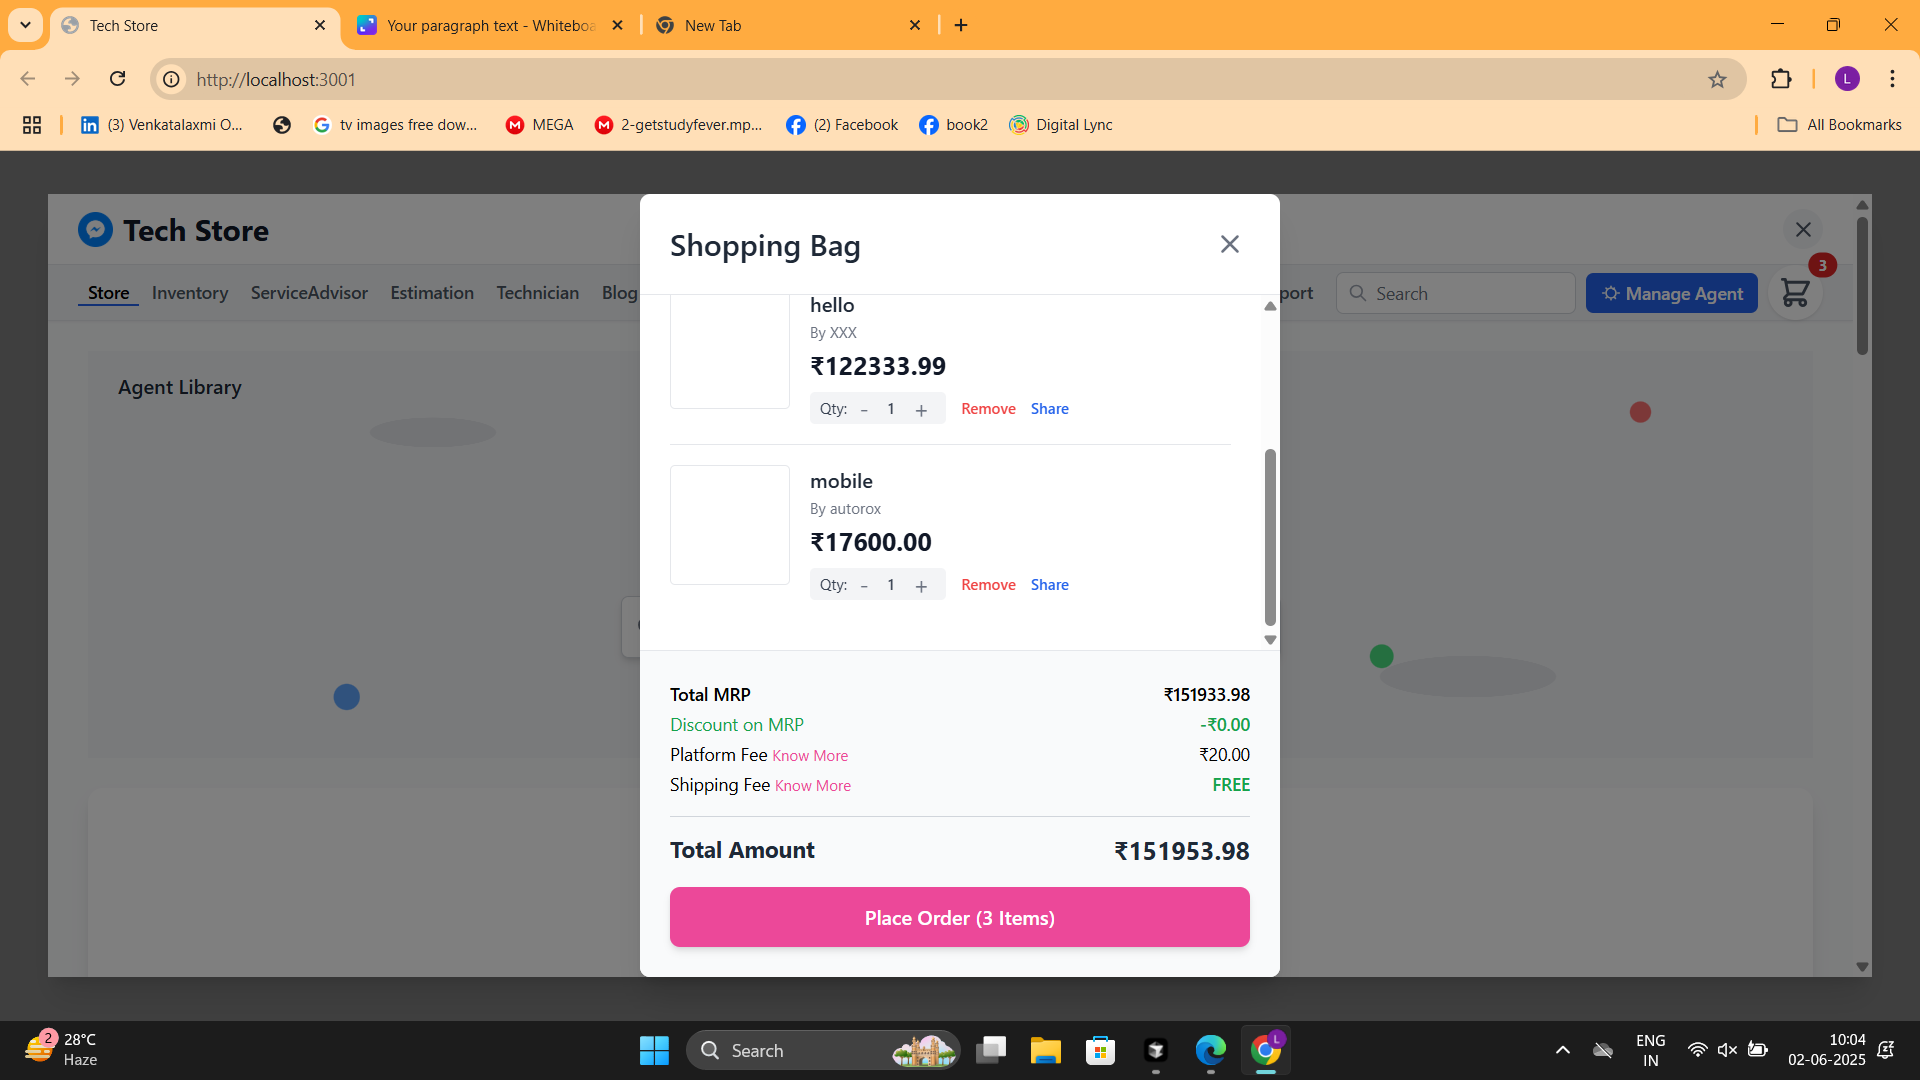 Tech Store
Your paragraph text - Whiteboa
New Tab
http://localhost:3001
L
(3) Venkatalaxmi O...
tv images free dow...
MEGA
2-getstudyfever.mp...
(2) Facebook
book2
Digital Lync
All Bookmarks
Tech Store
Store
Inventory
ServiceAdvisor
Estimation
Technician
Blog
port
Search
Manage Agent
3
Agent Library
Shopping Bag
hello
By XXX
₹122333.99
Qty: - 1 +
Remove
Share
mobile
By autorox
₹17600.00
Qty: - 1 +
Remove
Share
Total MRP ₹151933.98
Discount on MRP -₹0.00
Platform Fee Know More ₹20.00
Shipping Fee Know More FREE
Total Amount ₹151953.98
Place Order (3 Items)
2
28°C
Haze
Search
L
ENG
IN
10:04
02-06-2025